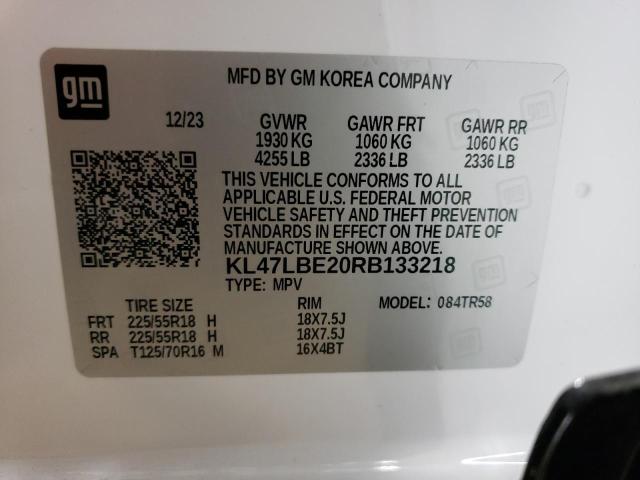 gm
MFD BY GM KOREA COMPANY
12/23 GVWR GAWR FRT GAWR RR
1930 KG 1060 KG 1060 KG
4255 LB 2336 LB 2336 LB
THIS VEHICLE CONFORMS TO ALL
APPLICABLE U.S. FEDERAL MOTOR
VEHICLE SAFETY AND THEFT PREVENTION
STANDARDS IN EFFECT ON THE DATE OF
MANUFACTURE SHOWN ABOVE.
KL47LBE20RB133218
TYPE: MPV
TIRE SIZE RIM MODEL: 084TR58
FRT 225/55R18 H 18X7.5J
RR 225/55R18 H 18X7.5J
SPA T125/70R16 M 16X4BT